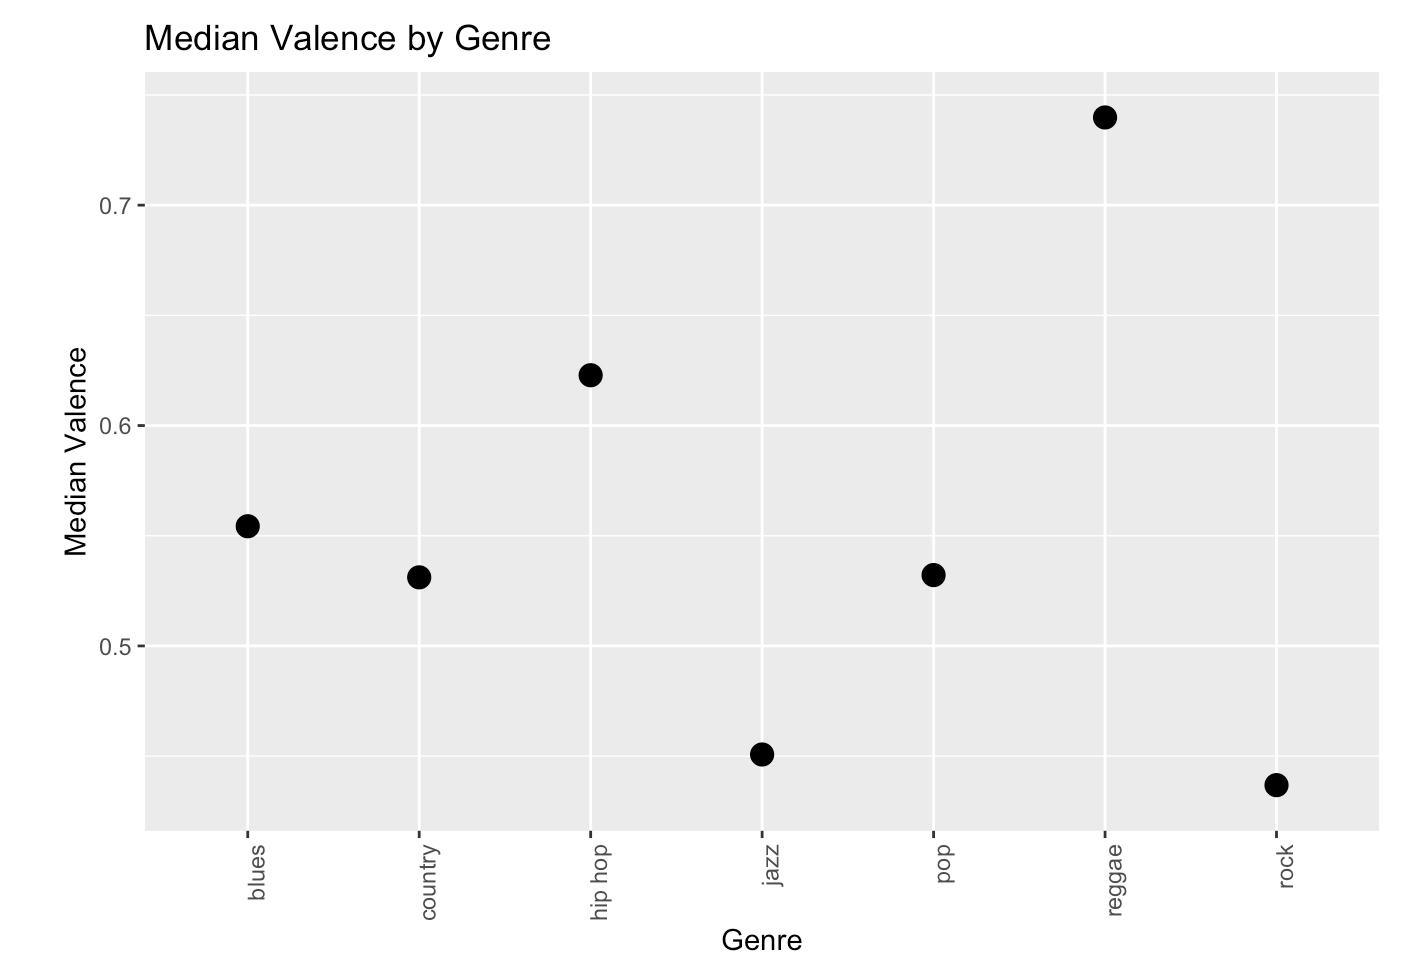 Median Valence by Genre
Median Valence
0.7
0.6
0.5
blues
country
hip hop
jazz
pop
reggae
rock
Genre